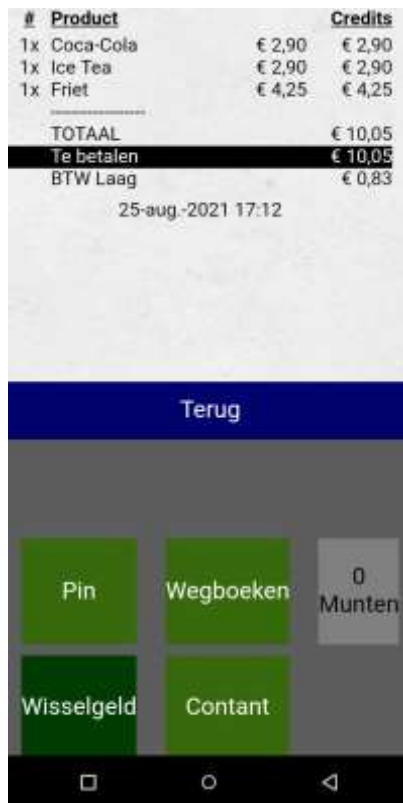 # Product Credits
1x Coca-Cola € 2,90 € 2,90
1x Ice Tea € 2,90 € 2,90
1x Friet € 4,25 € 4,25
----------------
TOTAAL € 10,05
Te betalen € 10,05
BTW Laag € 0,83
25-aug.-2021 17:12
Terug
Pin
Wegboeken
0
Munten
Wisselgeld
Contant